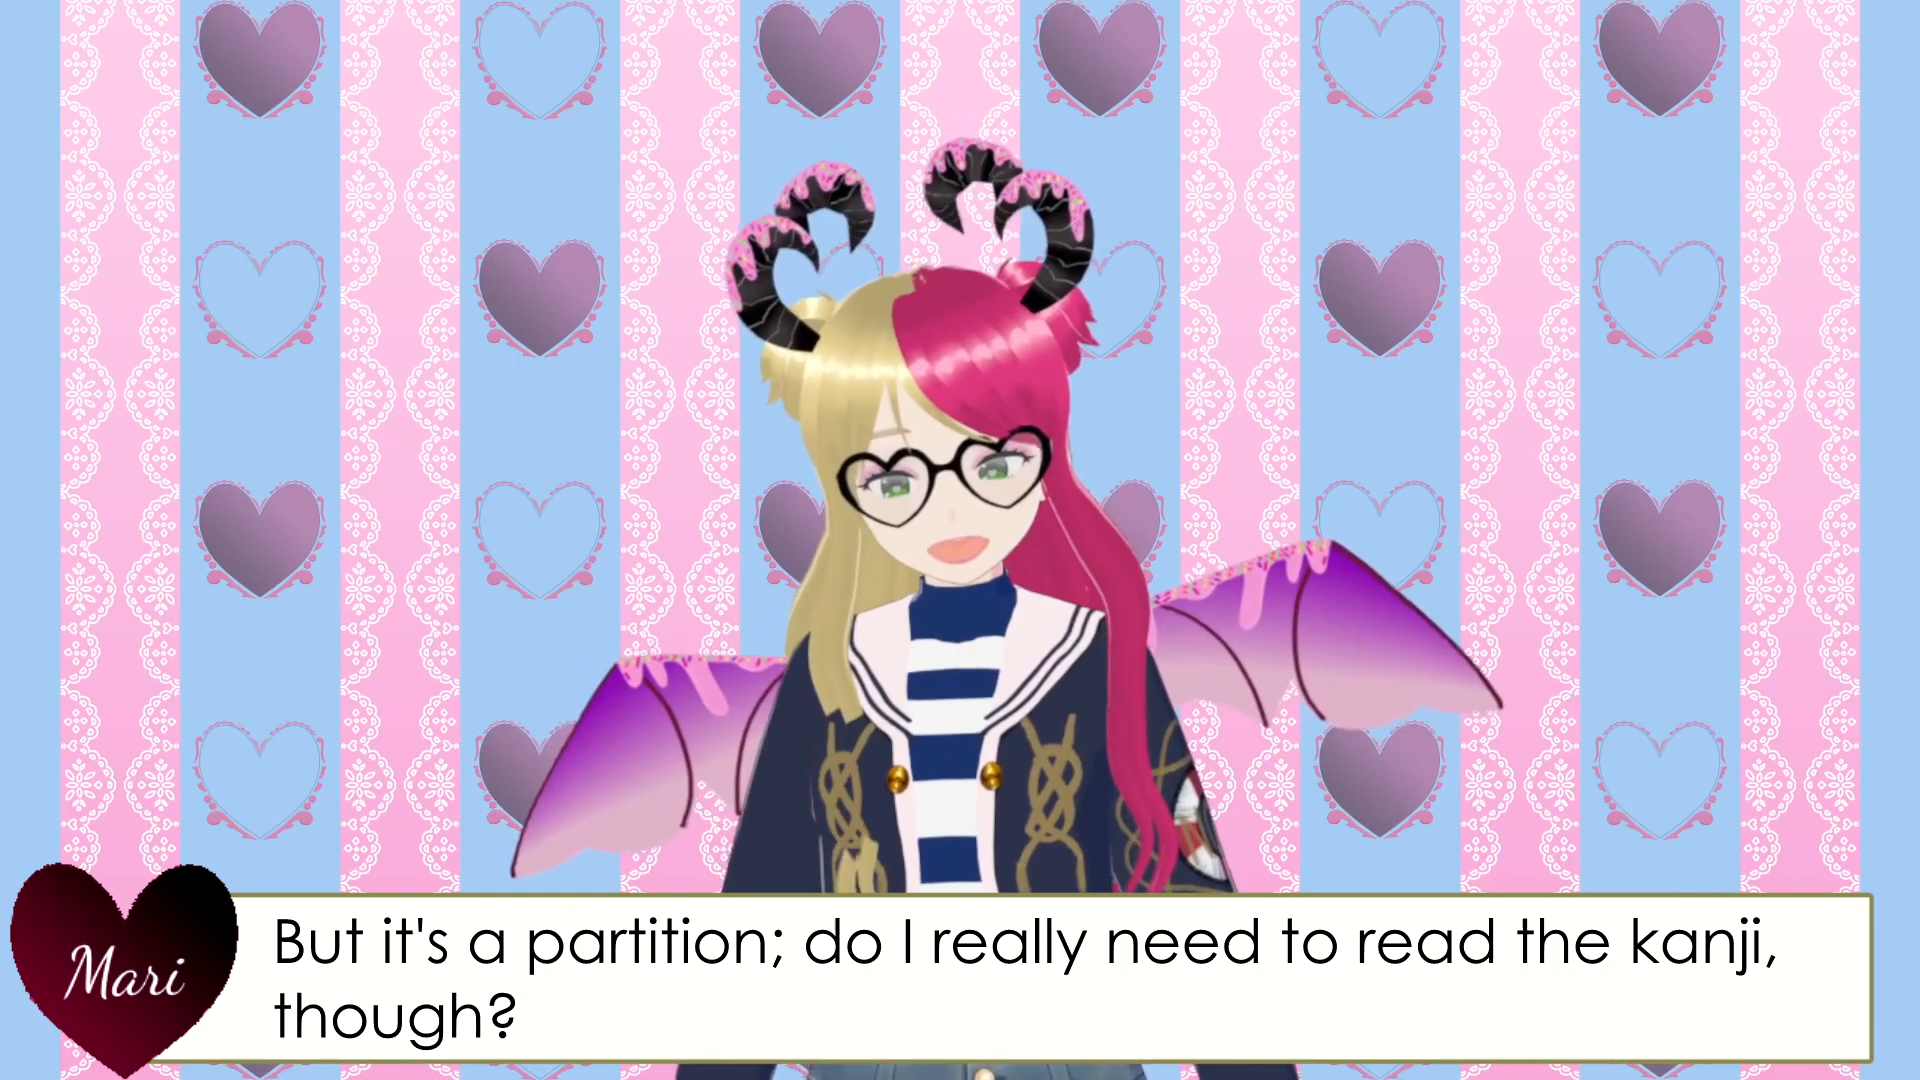 But it's a partition; do I really need to read the kanji,
though?
Mari